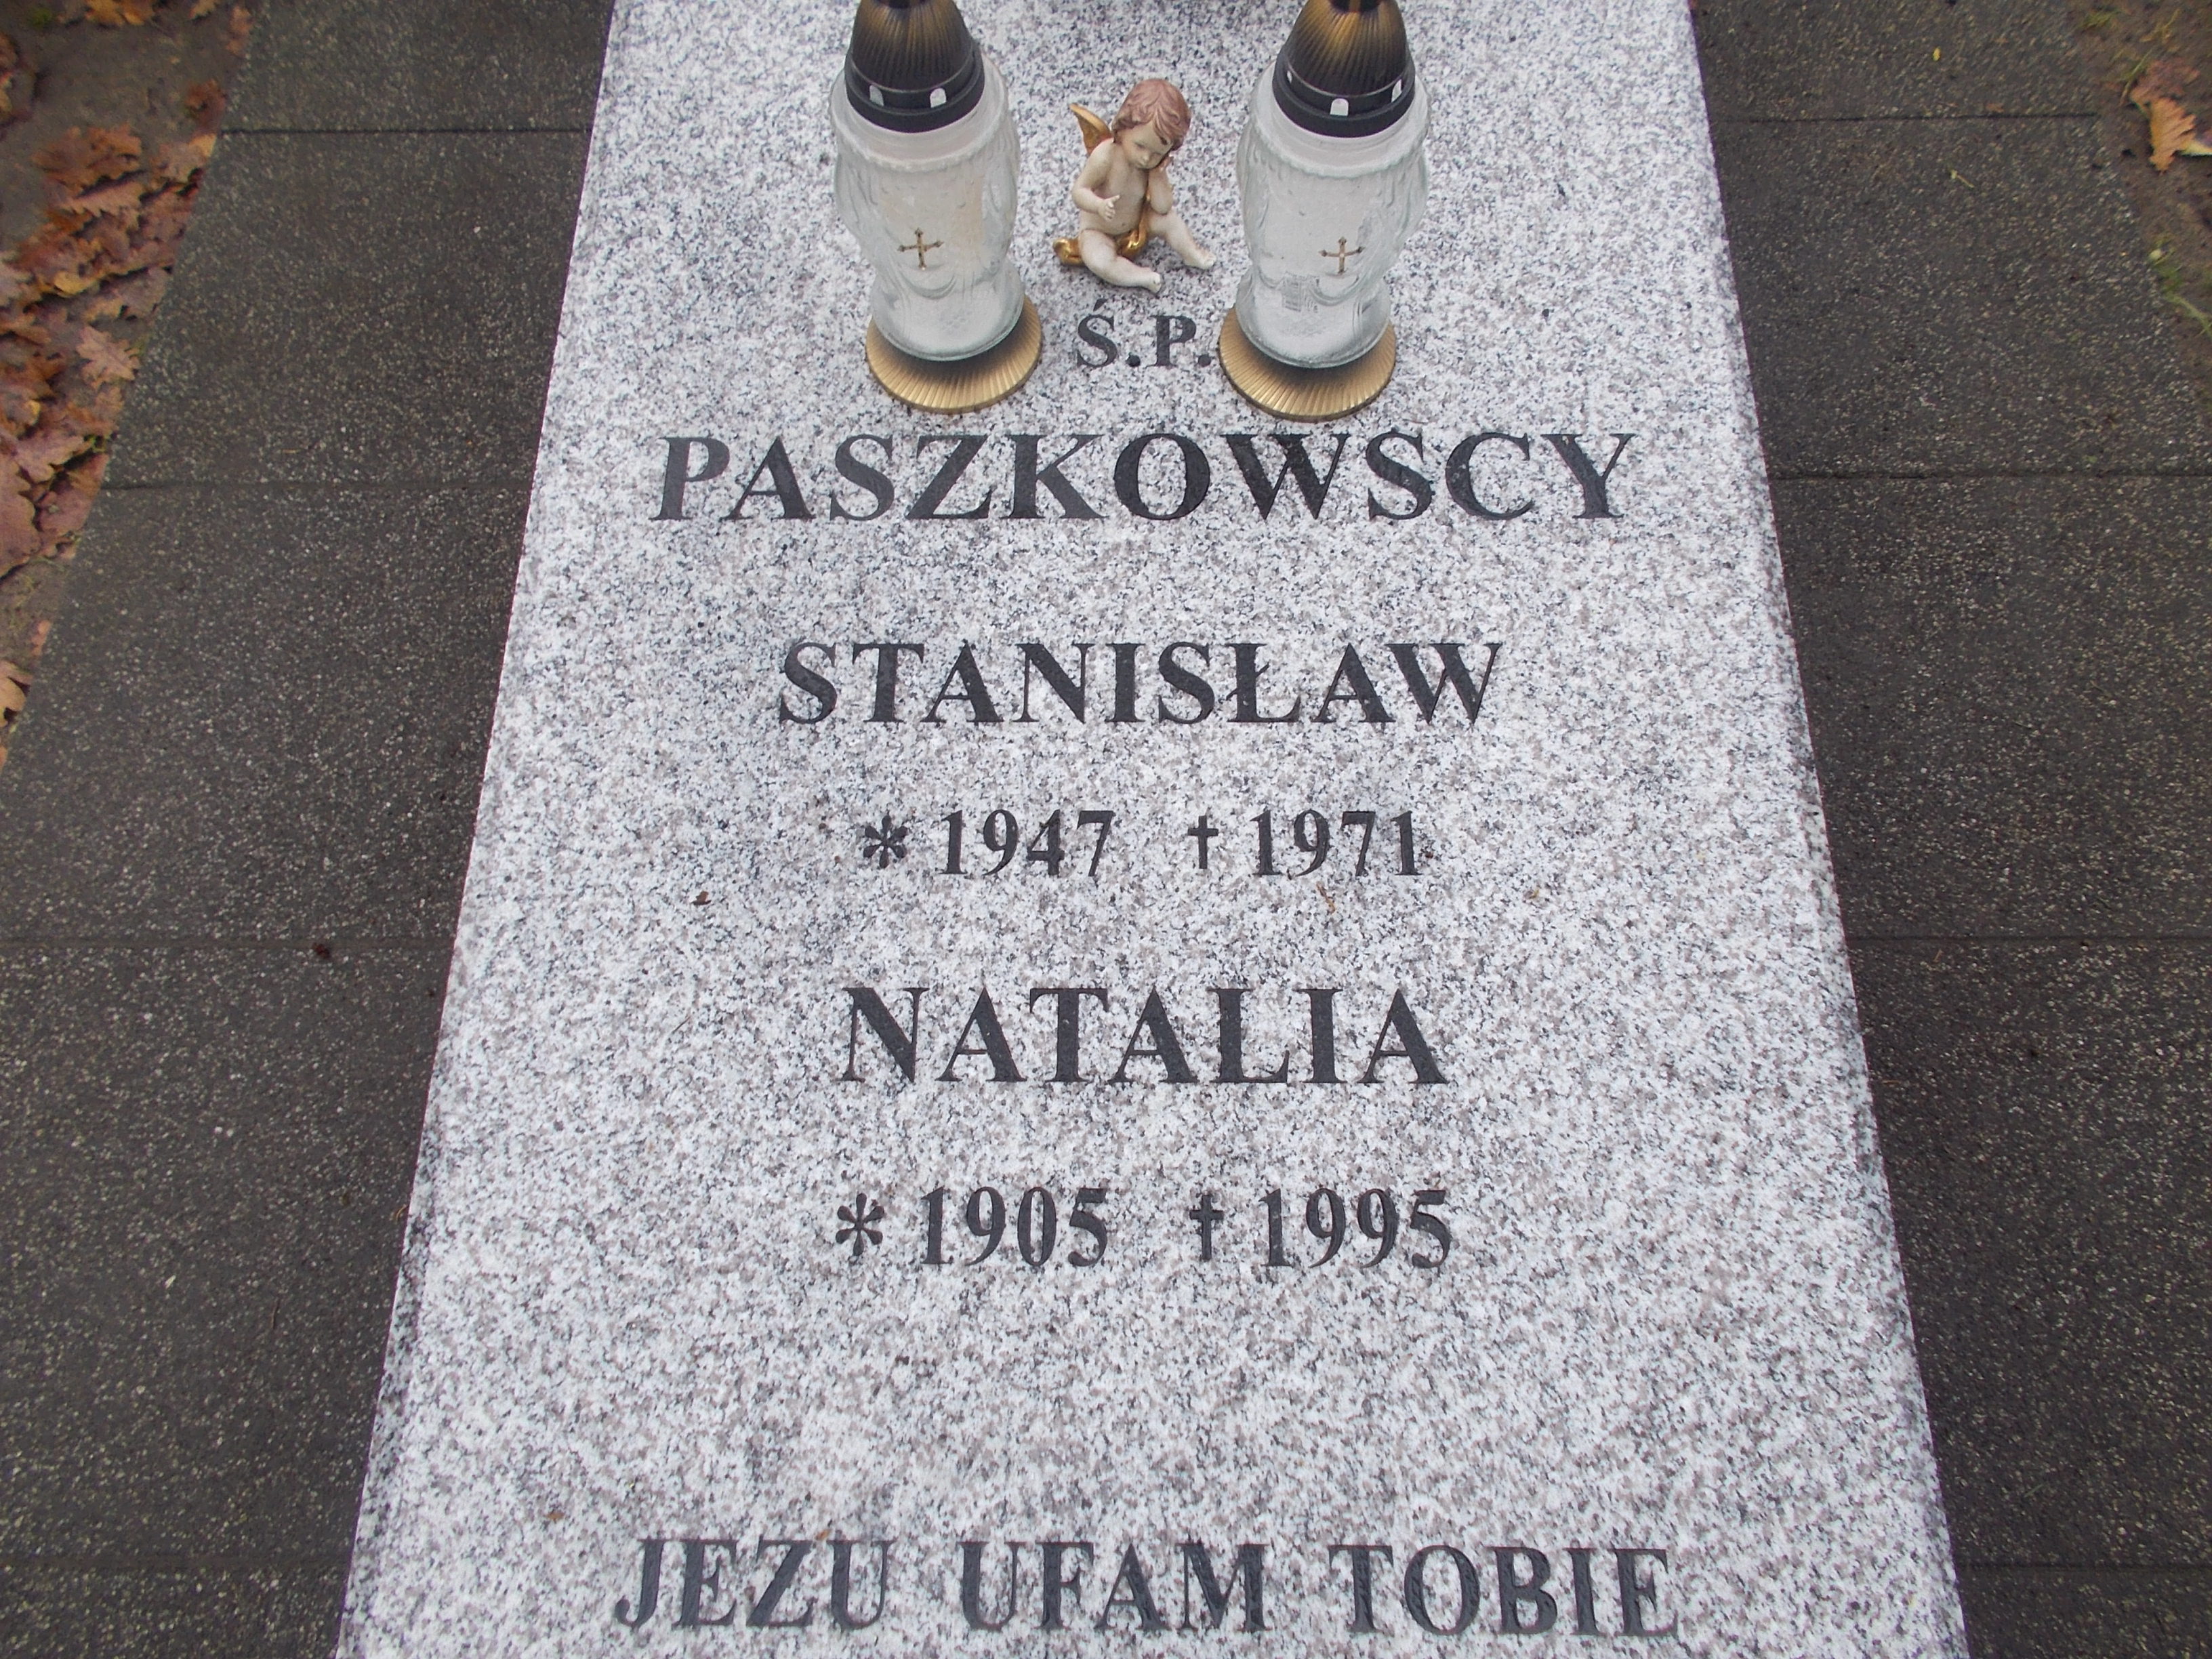 Ś.P.
PASZKOWSCY
STANISŁAW
* 1947 † 1971
NATALIA
* 1905 † 1995
JEZU UFAM TOBIE